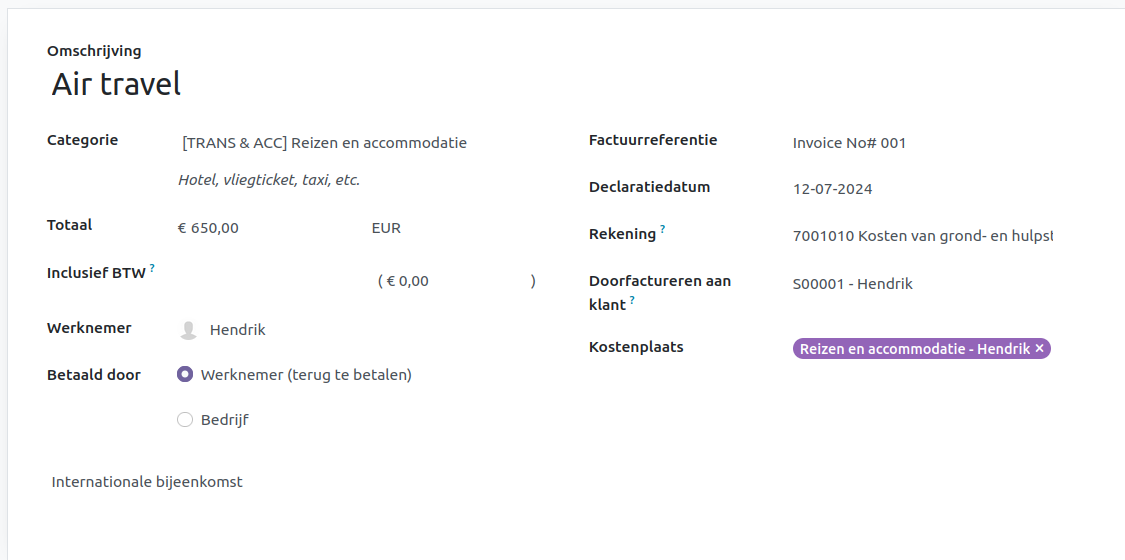 Omschrijving
Air travel
Categorie
[TRANS & ACC] Reizen en accommodatie
Hotel, vliegticket, taxi, etc.
Totaal
€ 650,00
EUR
Inclusief BTW ?
( € 0,00 )
Werknemer
Hendrik
Betaald door
Werknemer (terug te betalen)
Bedrijf
Factuurreferentie
Invoice No# 001
Declaratiedatum
12-07-2024
Rekening ?
7001010 Kosten van grond- en
Doorfactureren aan
klant ?
S00001 - Hendrik
Kostenplaats
Reizen en accommodatie - Hendrik ×
Internationale bijeenkomst